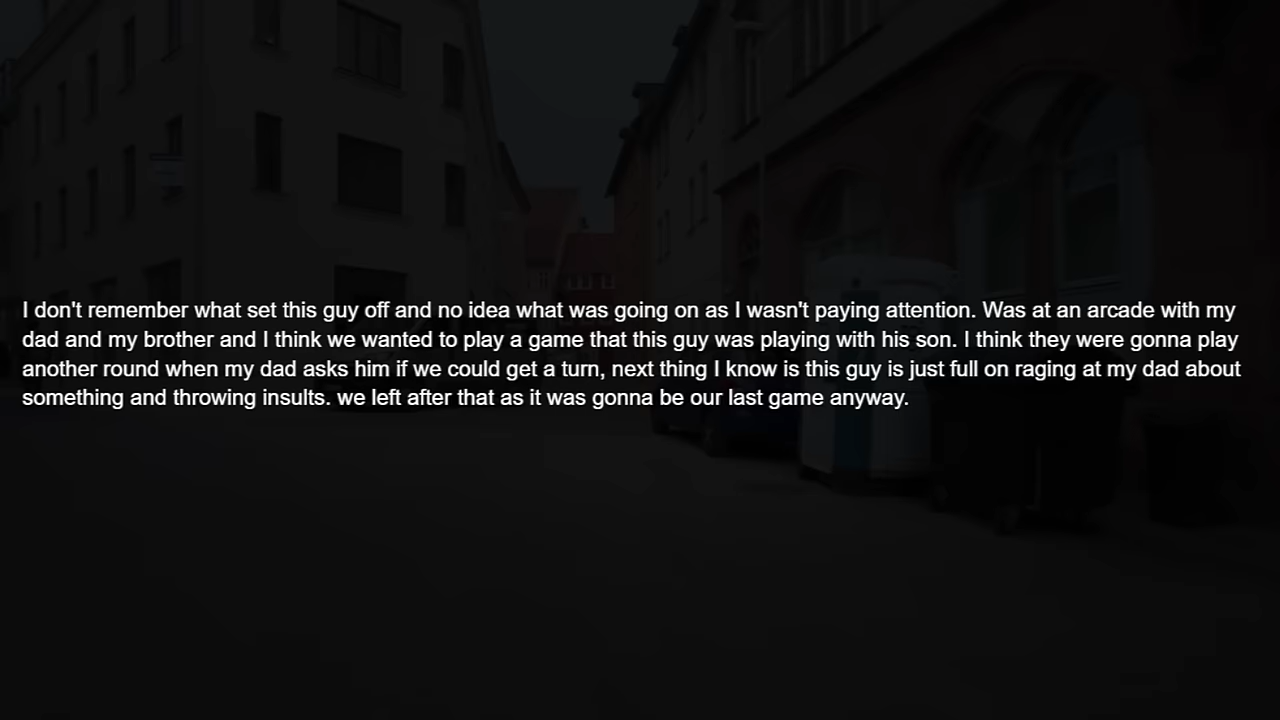 I don't remember what set this guy off and no idea what was going on as I wasn't paying attention. Was at an arcade with my
dad and my brother and I think we wanted to play a game that this guy was playing with his son. I think they were gonna play
another round when my dad asks him if we could get a turn, next thing I know is this guy is just full on raging at my dad about
something and throwing insults. we left after that as it was gonna be our last game anyway.